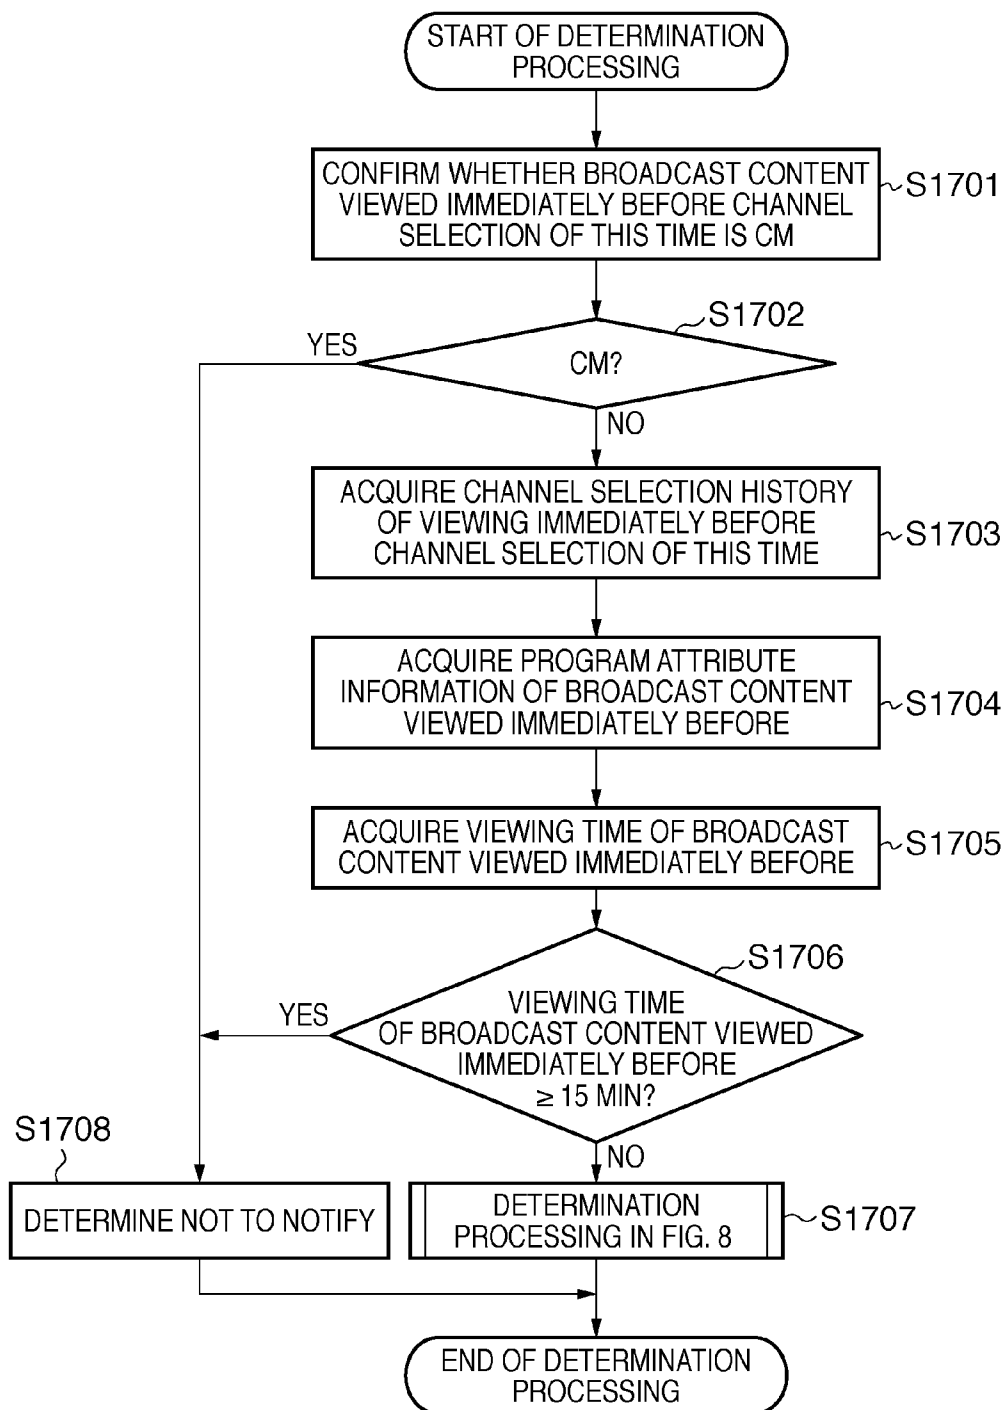 START OF DETERMINATION
PROCESSING
CONFIRM WHETHER BROADCAST CONTENT
VIEWED IMMEDIATELY BEFORE CHANNEL
SELECTION OF THIS TIME IS CM
S1701
S1702
YES
CM?
NO
ACQUIRE CHANNEL SELECTION HISTORY
OF VIEWING IMMEDIATELY BEFORE
CHANNEL SELECTION OF THIS TIME
S1703
ACQUIRE PROGRAM ATTRIBUTE
INFORMATION OF BROADCAST CONTENT
VIEWED IMMEDIATELY BEFORE
S1704
ACQUIRE VIEWING TIME OF BROADCAST
CONTENT VIEWED IMMEDIATELY BEFORE
S1705
S1706
YES
VIEWING TIME
OF BROADCAST CONTENT VIEWED
IMMEDIATELY BEFORE
≥ 15 MIN?
NO
S1708
DETERMINE NOT TO NOTIFY
DETERMINATION
PROCESSING IN FIG. 8
S1707
END OF DETERMINATION
PROCESSING